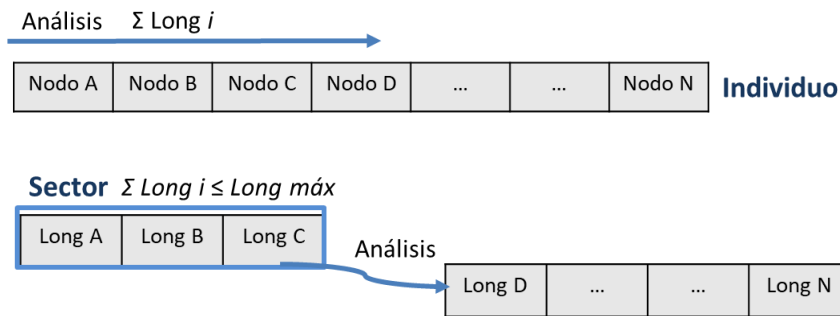 Análisis Σ Long i
Nodo A Nodo B Nodo C Nodo D ... ... Nodo N Individuo
Sector Σ Long i ≤ Long máx
Long A Long B Long C
Análisis
Long D ... ... Long N